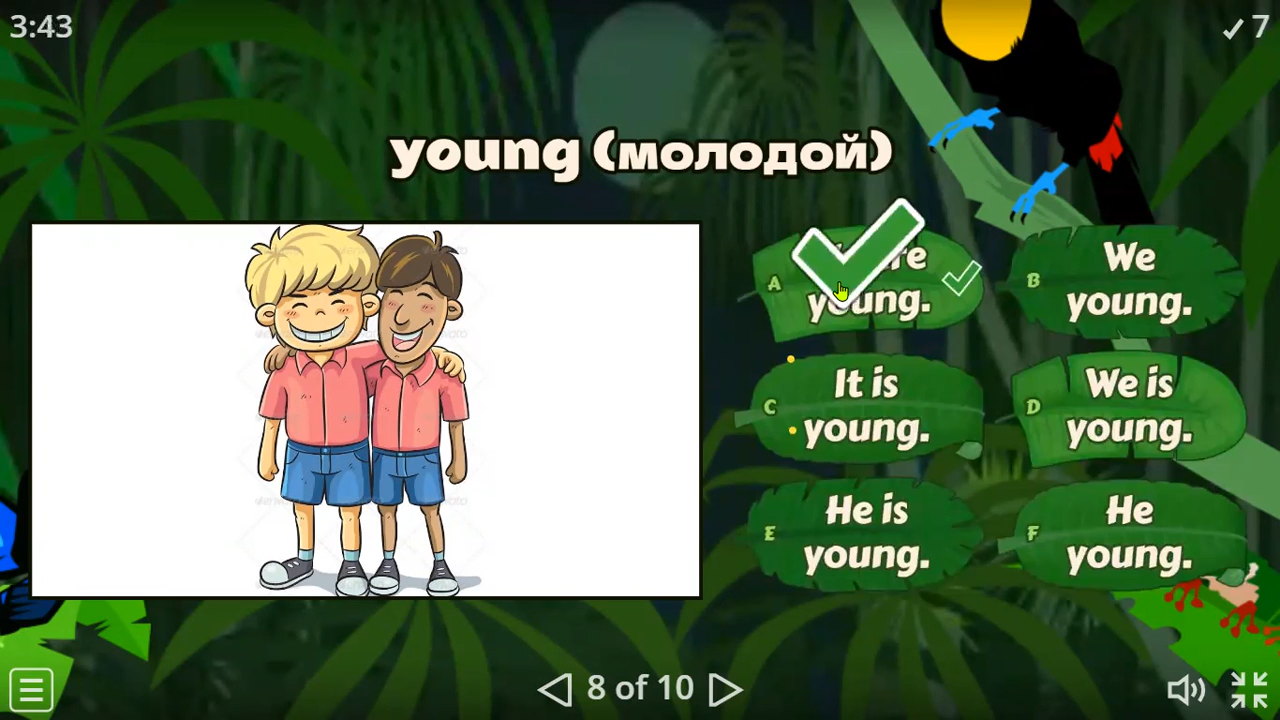 3:43
7
young (молодой)
A
re
young.
B
We
young.
C
It is
young.
D
We is
young.
E
He is
young.
F
He
young.
8 of 10